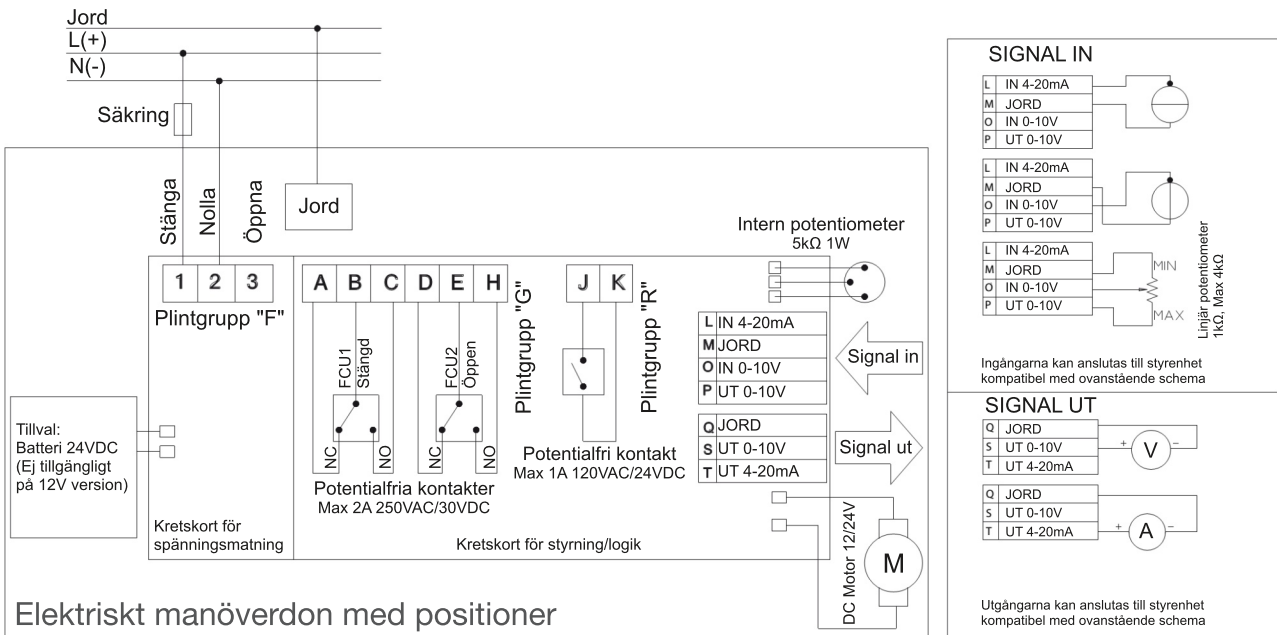 Jord
L(+)
N(-)
Säkring
Stänga
Nolla
Öppna
Jord
1 2 3
Plintgrupp "F"
A B C D E H
Plintgrupp "G"
J K
Plintgrupp "R"
FCU1
Stängd
FCU2
Öppen
NC
NO
NC
NO
Potentialfria kontakter
Max 2A 250VAC/30VDC
Potentialfri kontakt
Max 1A 120VAC/24VDC
Intern potentiometer
5kΩ 1W
L IN 4-20mA
M JORD
O IN 0-10V
P UT 0-10V
Signal in
Q JORD
S UT 0-10V
T UT 4-20mA
Signal ut
Tillval:
Batteri 24VDC
(Ej tillgängligt
på 12V version)
Kretskort för
spänningsmatning
Kretskort för styrning/logik
DC Motor 12/24V
M
Elektriskt manöverdon med positioner
SIGNAL IN
L IN 4-20mA
M JORD
O IN 0-10V
P UT 0-10V
L IN 4-20mA
M JORD
O IN 0-10V
P UT 0-10V
L IN 4-20mA
M JORD
O IN 0-10V
P UT 0-10V
MIN
MAX
Linjär potentiometer
1kΩ, Max 4kΩ
Ingångarna kan anslutas till styrenhet
kompatibel med ovanstående schema
SIGNAL UT
Q JORD
S UT 0-10V
T UT 4-20mA
+ V −
Q JORD
S UT 0-10V
T UT 4-20mA
+ A −
Utgångarna kan anslutas till styrenhet
kompatibel med ovanstående schema